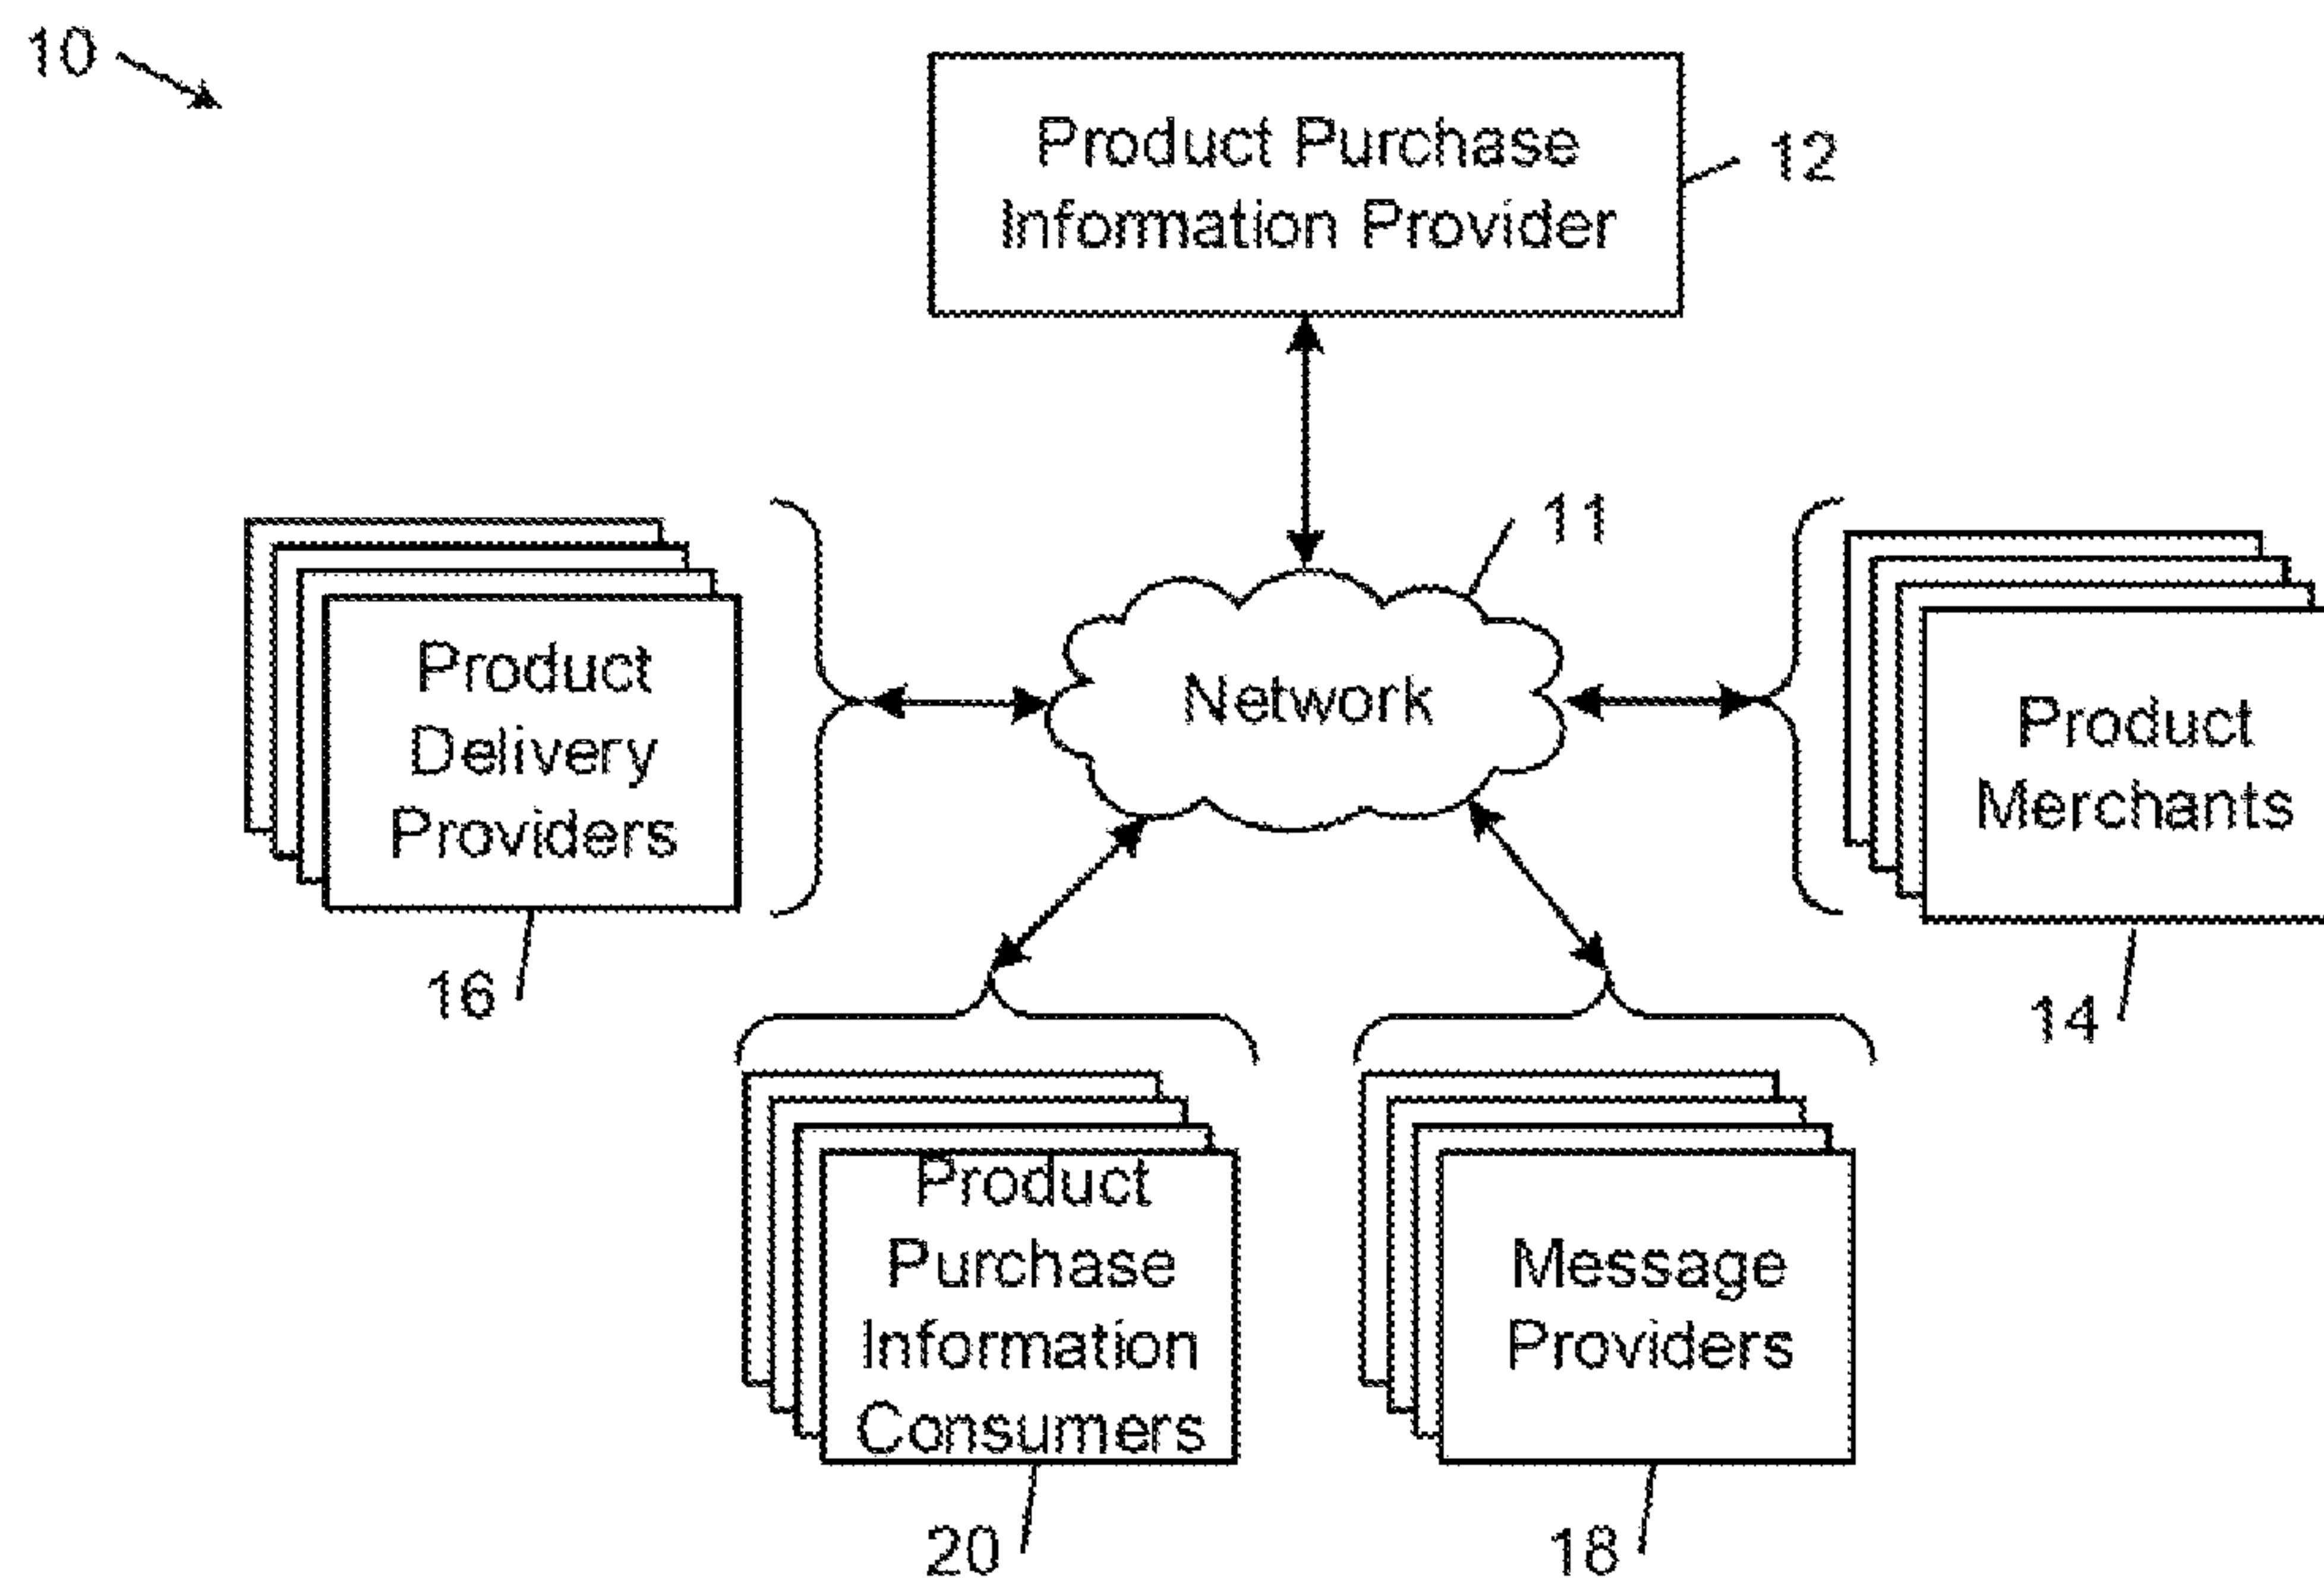 10
Product Purchase
Information Provider
12
11
Network
Product
Delivery
Providers
16
Product
Merchants
14
Product
Purchase
Information
Consumers
20
Message
Providers
18